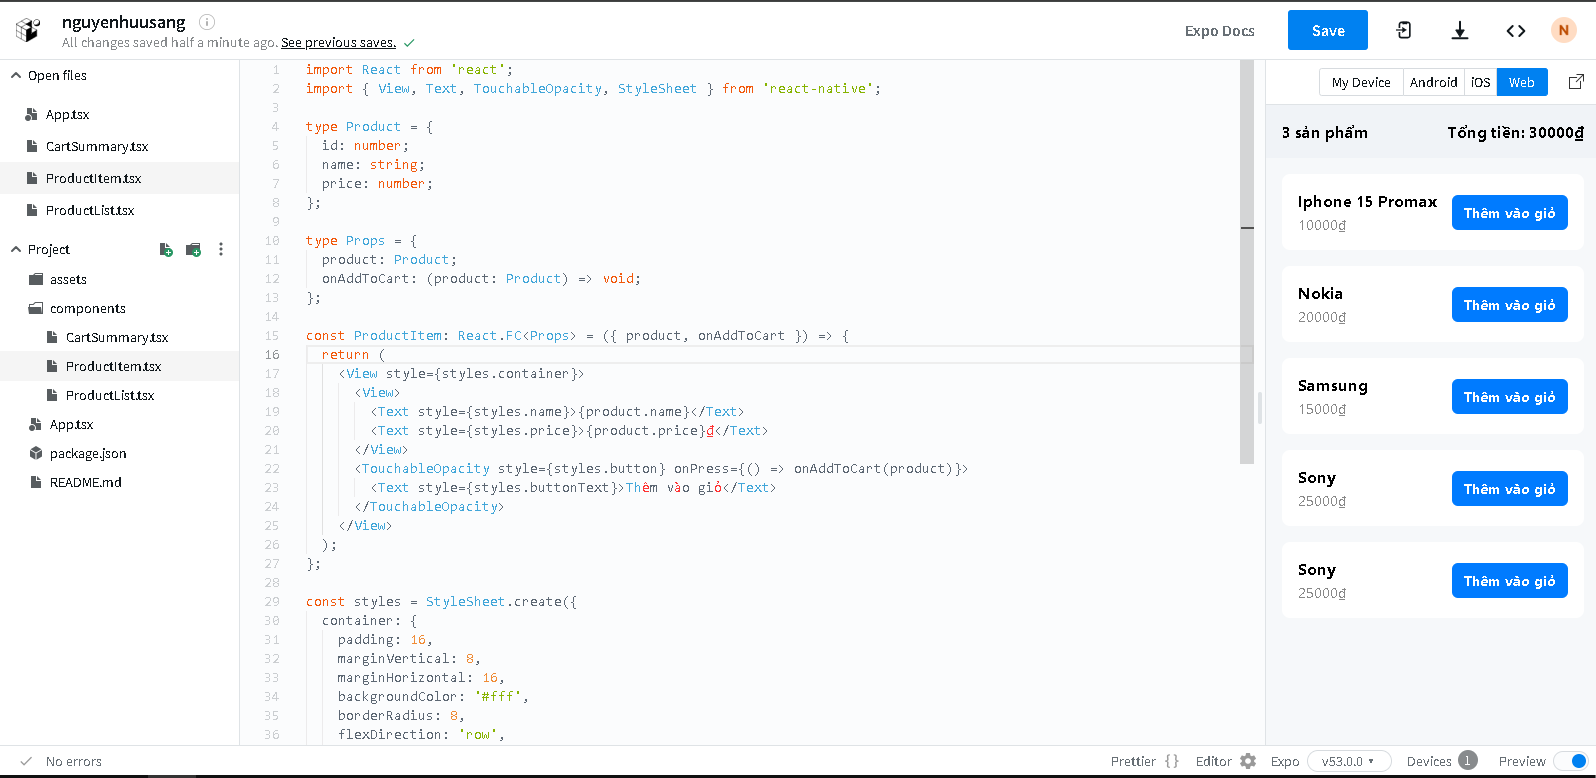 nguyenhuusang
All changes saved half a minute ago. See previous saves.
Expo Docs
Save
N
Open files
App.tsx
CartSummary.tsx
ProductItem.tsx
ProductList.tsx
Project
assets
components
CartSummary.tsx
ProductItem.tsx
ProductList.tsx
App.tsx
package.json
README.md
1 import React from 'react';
2 import { View, Text, TouchableOpacity, StyleSheet } from 'react-native';
3
4 type Product = {
5 id: number;
6 name: string;
7 price: number;
8 };
9
10 type Props = {
11 product: Product;
12 onAddToCart: (product: Product) => void;
13 };
14
15 const ProductItem: React.FC<Props> = ({ product, onAddToCart }) => {
16 return (
17 <View style={styles.container}>
18 <View>
19 <Text style={styles.name}>{product.name}</Text>
20 <Text style={styles.price}>{product.price}₫</Text>
21 </View>
22 <TouchableOpacity style={styles.button} onPress={() => onAddToCart(product)}>
23 <Text style={styles.buttonText}>Thêm vào giỏ</Text>
24 </TouchableOpacity>
25 </View>
26 );
27 };
28
29 const styles = StyleSheet.create({
30 container: {
31 padding: 16,
32 marginVertical: 8,
33 marginHorizontal: 16,
34 backgroundColor: '#fff',
35 borderRadius: 8,
36 flexDirection: 'row',
My Device Android iOS Web
3 sản phẩm Tổng tiền: 30000₫
Iphone 15 Promax
10000₫
Thêm vào giỏ
Nokia
20000₫
Thêm vào giỏ
Samsung
15000₫
Thêm vào giỏ
Sony
25000₫
Thêm vào giỏ
Sony
25000₫
Thêm vào giỏ
No errors
Prettier { } Editor Expo v53.0.0 Devices 1 Preview